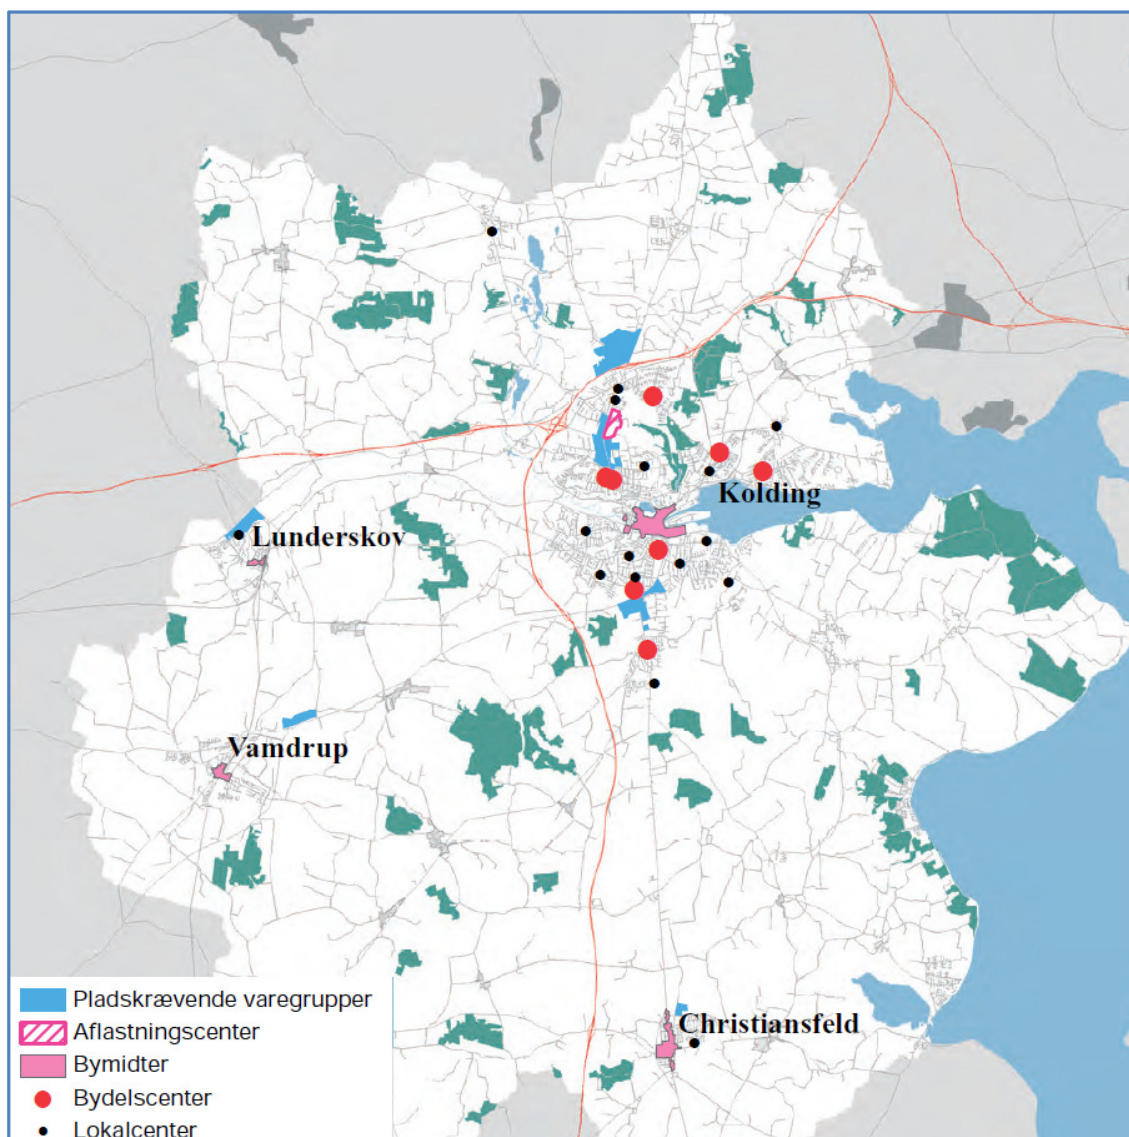 Kolding
Lunderskov
Vamdrup
Christiansfeld
Pladskrævende varegrupper
Aflastningscenter
Bymidter
Bydelscenter
Lokalcenter